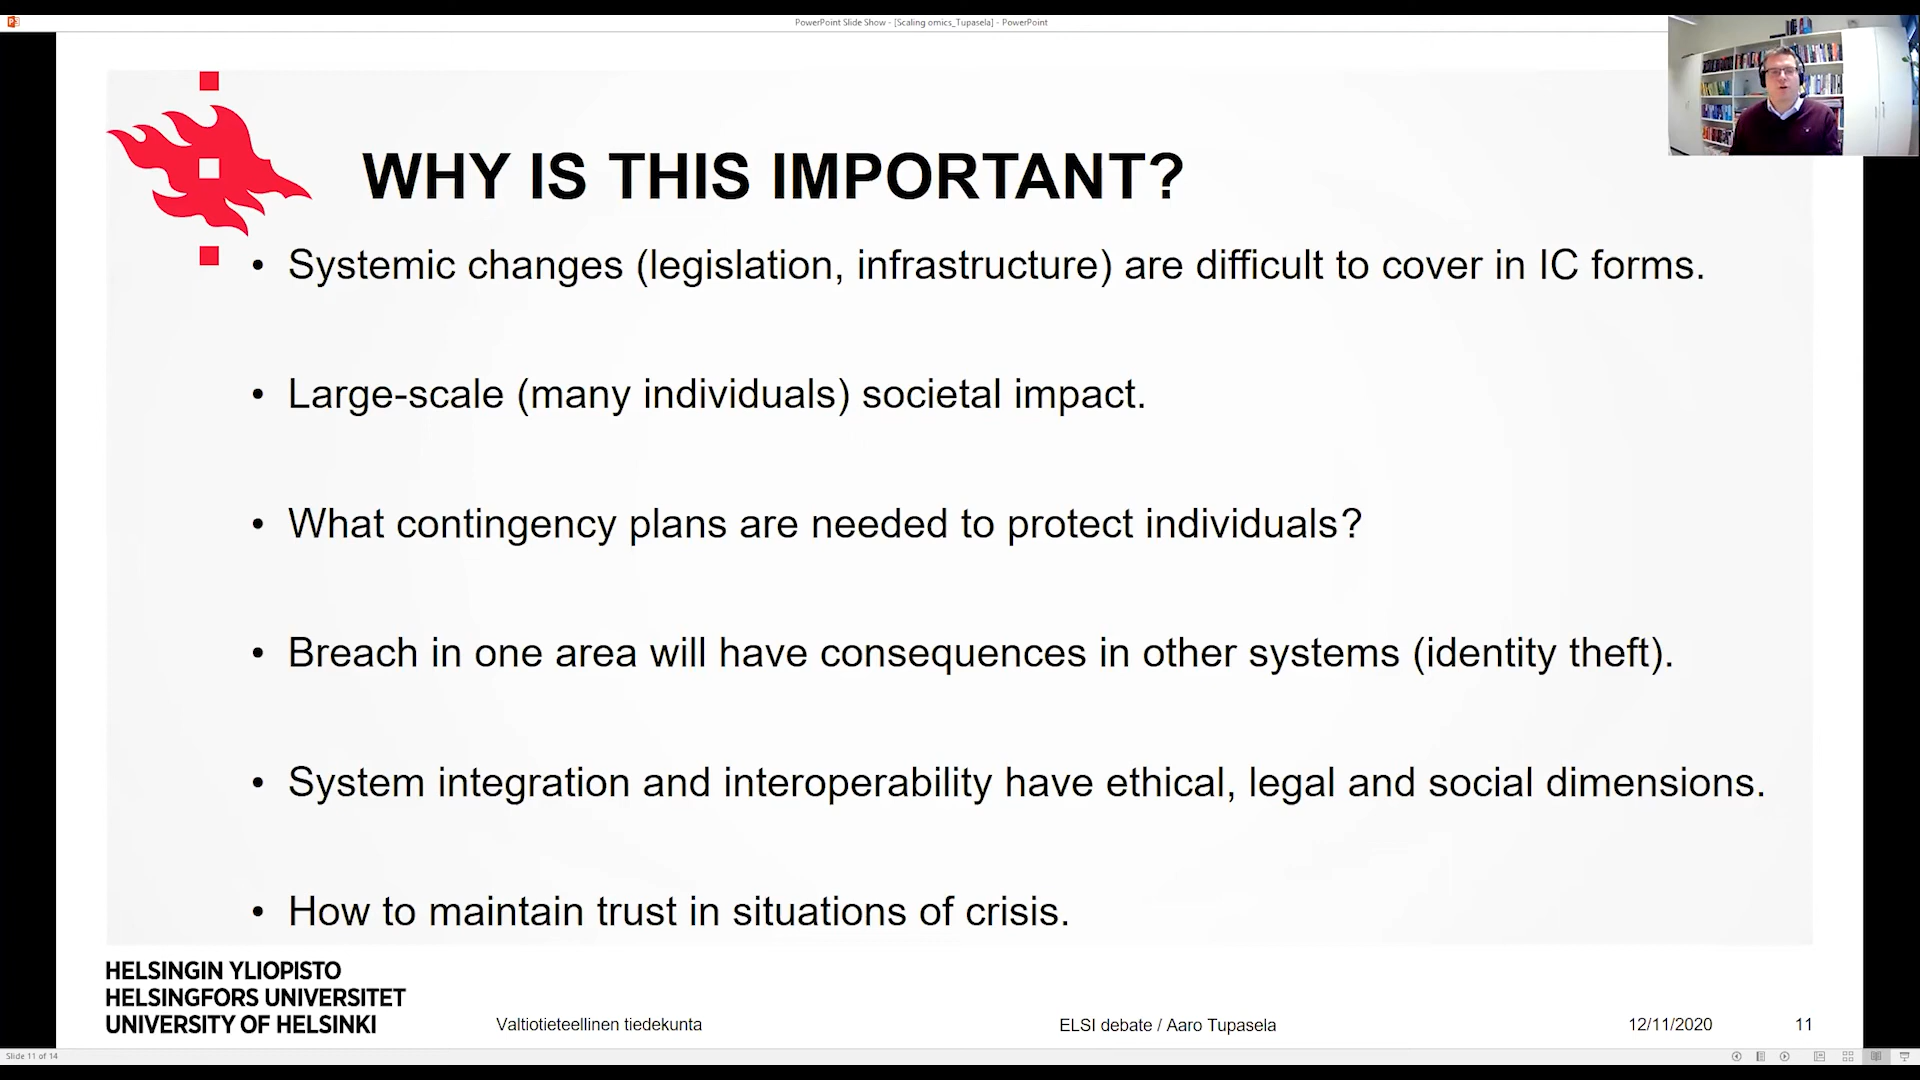 PowerPoint Slide Show - [Scaling omics_Tupasela] - PowerPoint
WHY IS THIS IMPORTANT?
• Systemic changes (legislation, infrastructure) are difficult to cover in IC forms.
• Large-scale (many individuals) societal impact.
• What contingency plans are needed to protect individuals?
• Breach in one area will have consequences in other systems (identity theft).
• System integration and interoperability have ethical, legal and social dimensions.
• How to maintain trust in situations of crisis.
HELSINGIN YLIOPISTO
HELSINGFORS UNIVERSITET
UNIVERSITY OF HELSINKI
Valtiotieteellinen tiedekunta
ELSI debate / Aaro Tupasela
12/11/2020
11
Slide 11 of 14